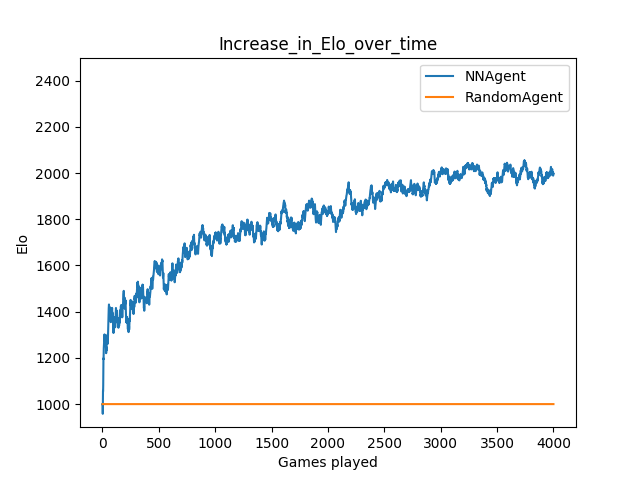 Increase_in_Elo_over_time
NNAgent
RandomAgent
2400
2200
2000
1800
1600
1400
1200
1000
Elo
0 500 1000 1500 2000 2500 3000 3500 4000
Games played